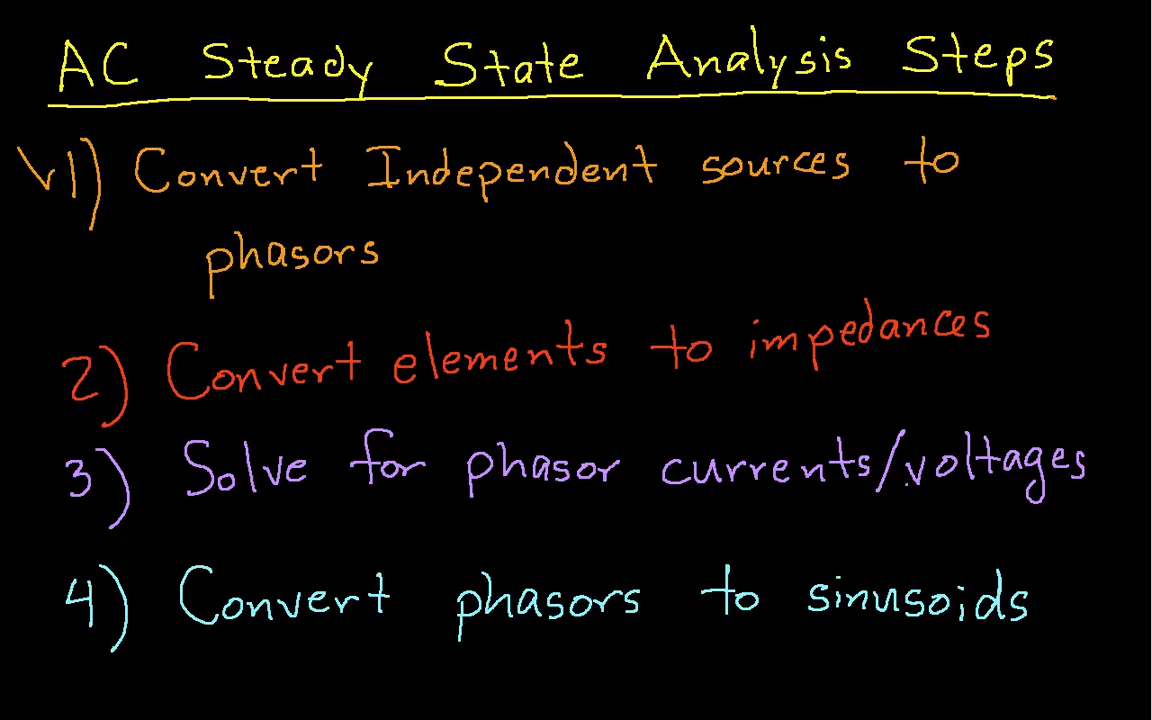 AC Steady State Analysis Steps
√1) Convert Independent sources to
phasors
2) Convert elements to impedances
3) Solve for phasor currents/voltages
4) Convert phasors to sinusoids